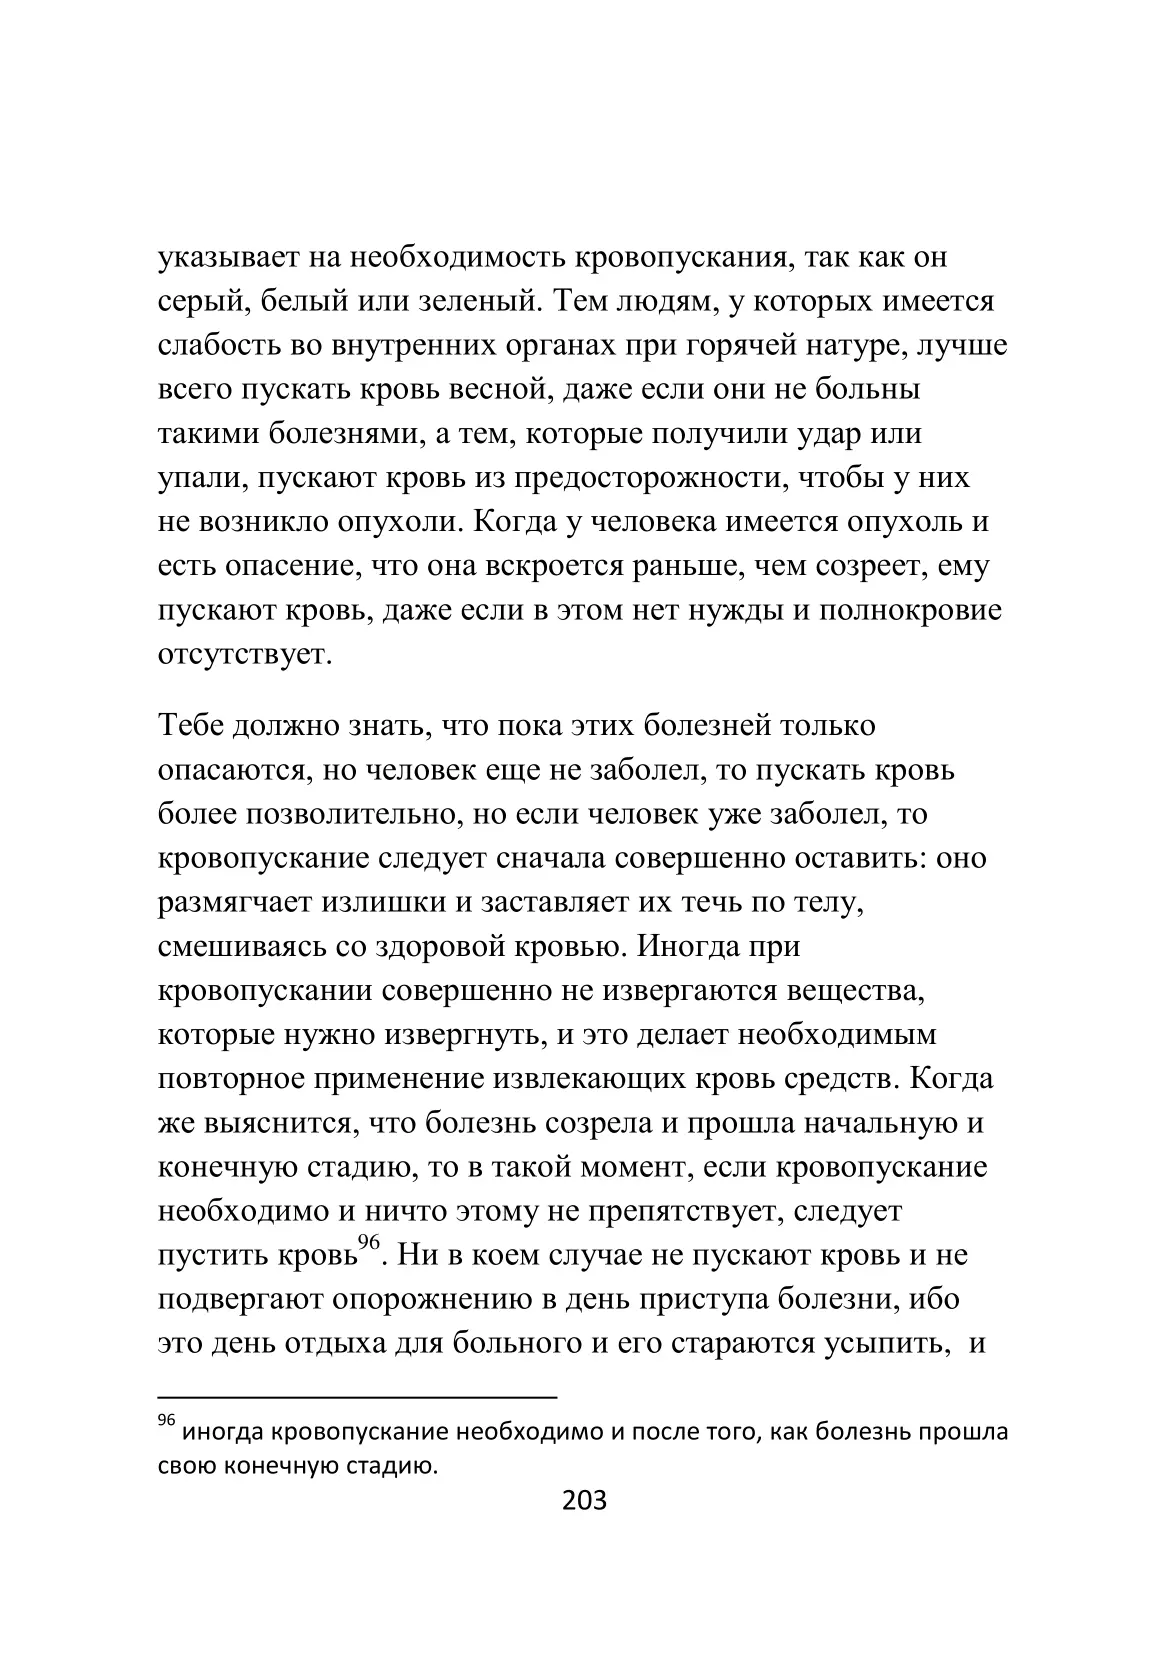 указывает на необходимость кровопускания, так как он
серый, белый или зеленый. Тем людям, у которых имеется
слабость во внутренних органах при горячей натуре, лучше
всего пускать кровь весной, даже если они не больны
такими болезнями, а тем, которые получили удар или
упали, пускают кровь из предосторожности, чтобы у них
не возникло опухоли. Когда у человека имеется опухоль и
есть опасение, что она вскроется раньше, чем созреет, ему
пускают кровь, даже если в этом нет нужды и полнокровие
отсутствует.
Тебе должно знать, что пока этих болезней только
опасаются, но человек еще не заболел, то пускать кровь
более позволительно, но если человек уже заболел, то
кровопускание следует сначала совершенно оставить: оно
размягчает излишки и заставляет их течь по телу,
смешиваясь со здоровой кровью. Иногда при
кровопускании совершенно не извергаются вещества,
которые нужно извергнуть, и это делает необходимым
повторное применение извлекающих кровь средств. Когда
же выяснится, что болезнь созрела и прошла начальную и
конечную стадию, то в такой момент, если кровопускание
необходимо и ничто этому не препятствует, следует
пустить кровь96. Ни в коем случае не пускают кровь и не
подвергают опорожнению в день приступа болезни, ибо
это день отдыха для больного и его стараются усыпить,  и
96 иногда кровопускание необходимо и после того, как болезнь прошла
свою конечную стадию.
203